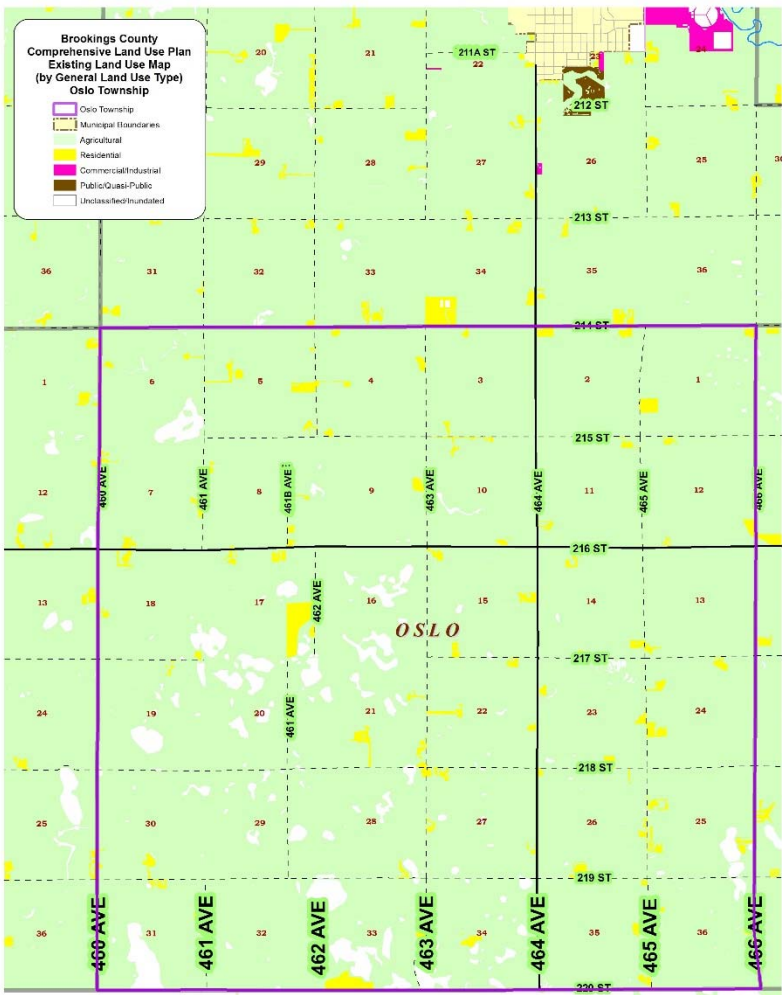 Brookings County
Comprehensive Land Use Plan
Existing Land Use Map
(by General Land Use Type)
Oslo Township
Oslo Township
Municipal Boundaries
Agricultural
Residential
Commercial/Industrial
Public/Quasi-Public
Unclassified/Inundated
20
21
211A ST
22
23
24
212 ST
29
28
27
26
25
30
213 ST
36
31
32
33
34
35
36
214 ST
1
6
5
4
3
2
1
215 ST
12
460 AVE
7
461 AVE
8
461B AVE
9
463 AVE
10
464 AVE
11
465 AVE
12
466 AVE
216 ST
13
18
17
462 AVE
16
15
14
13
OSLO
217 ST
24
19
20
461 AVE
21
22
23
24
218 ST
25
30
29
28
27
26
25
219 ST
36
460 AVE
31
461 AVE
32
462 AVE
33
463 AVE
34
464 AVE
35
465 AVE
36
466 AVE
220 ST